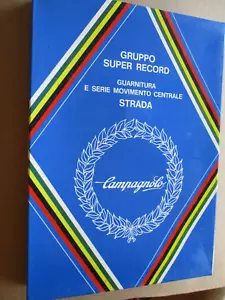 GRUPPO
SUPER RECORD
GUARNITURA
E SERIE MOVIMENTO CENTRALE
STRADA
Campagnolo